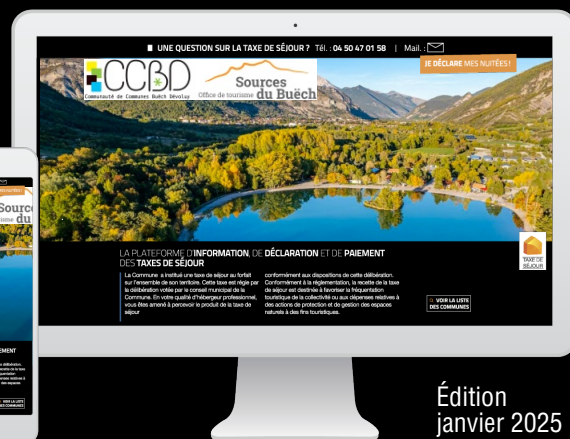 UNE QUESTION SUR LA TAXE DE SÉJOUR ? Tél. : 04 50 47 01 58 | Mail. :
JE DÉCLARE MES NUITÉES !
CCBD
Communauté de Communes Buëch Dévoluy
Sources
Office de tourisme du Buëch
LA PLATEFORME D'INFORMATION, DE DÉCLARATION ET DE PAIEMENT
DES TAXES DE SÉJOUR
La Commune a institué une taxe de séjour au forfait
sur l'ensemble de son territoire. Cette taxe est régie par
la délibération votée par le conseil municipal de la
Commune. En votre qualité d'hébergeur professionnel,
vous êtes amené à percevoir le produit de la taxe de
séjour
conformément aux dispositions de cette délibération.
Conformément à la réglementation, la recette de la taxe
de séjour est destinée à favoriser la fréquentation
touristique de la collectivité ou aux dépenses relatives à
des actions de protection et de gestion des espaces
naturels à des fins touristiques.
TAXE DE
SÉJOUR
VOIR LA LISTE
DES COMMUNES
Édition
janvier 2025